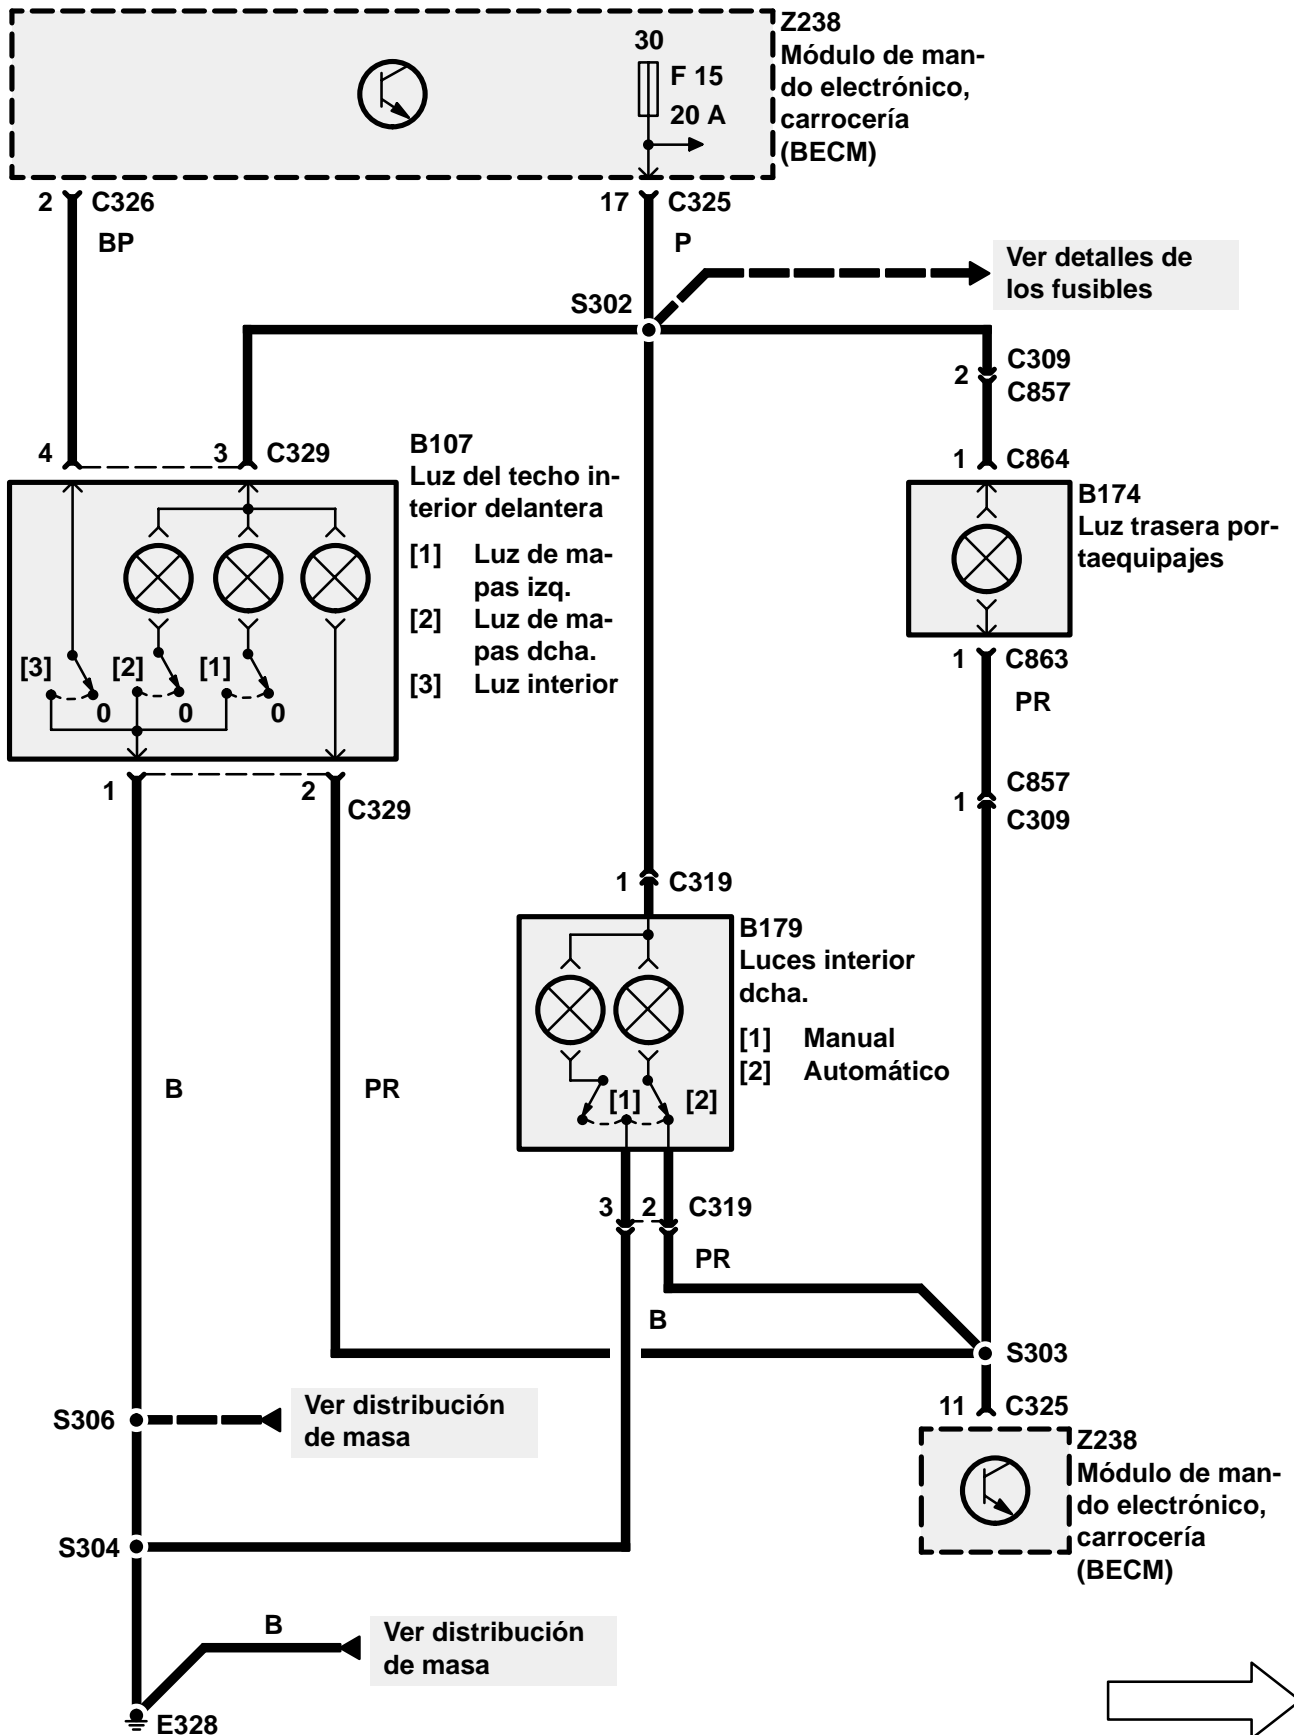 Z238
Módulo de man-
do electrónico,
carrocería
(BECM)
30
F 15
20 A
2 C326
BP
17 C325
P
Ver detalles de
los fusibles
S302
2
C309
C857
4
3 C329
B107
Luz del techo in-
terior delantera
[1] Luz de ma-
pas izq.
[2] Luz de ma-
pas dcha.
[3] Luz interior
1 C864
B174
Luz trasera por-
taequipajes
[3] [2] [1]
0 0 0
1 C863
PR
1
2
C329
C857
1
C309
1 C319
B179
Luces interior
dcha.
[1] Manual
[2] Automático
B
PR
[1] [2]
3 2 C319
PR
B
S303
11 C325
Z238
Módulo de man-
do electrónico,
carrocería
(BECM)
S306
Ver distribución
de masa
S304
B
Ver distribución
de masa
E328